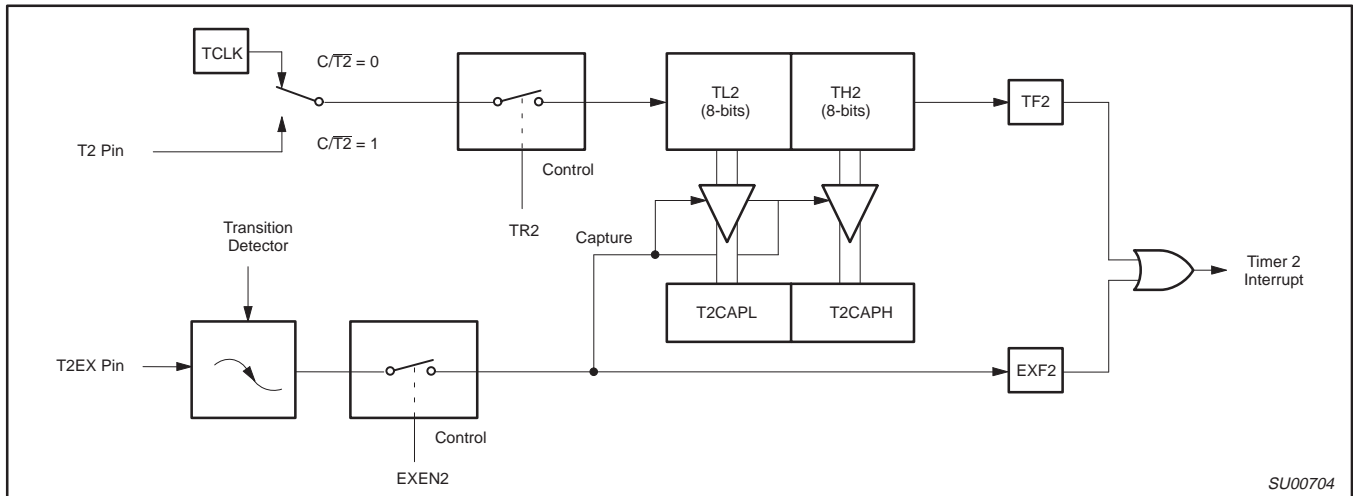 TCLK
C/T2 = 0
C/T2 = 1
T2 Pin
Control
TR2
TL2
(8-bits)
TH2
(8-bits)
TF2
Transition
Detector
Capture
T2CAPL
T2CAPH
Timer 2
Interrupt
T2EX Pin
Control
EXEN2
EXF2
SU00704